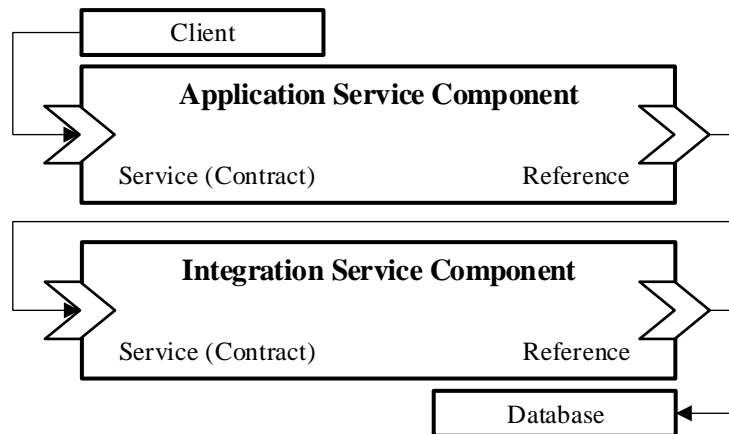 Client
Application Service Component
Service (Contract) Reference
Integration Service Component
Service (Contract) Reference
Database